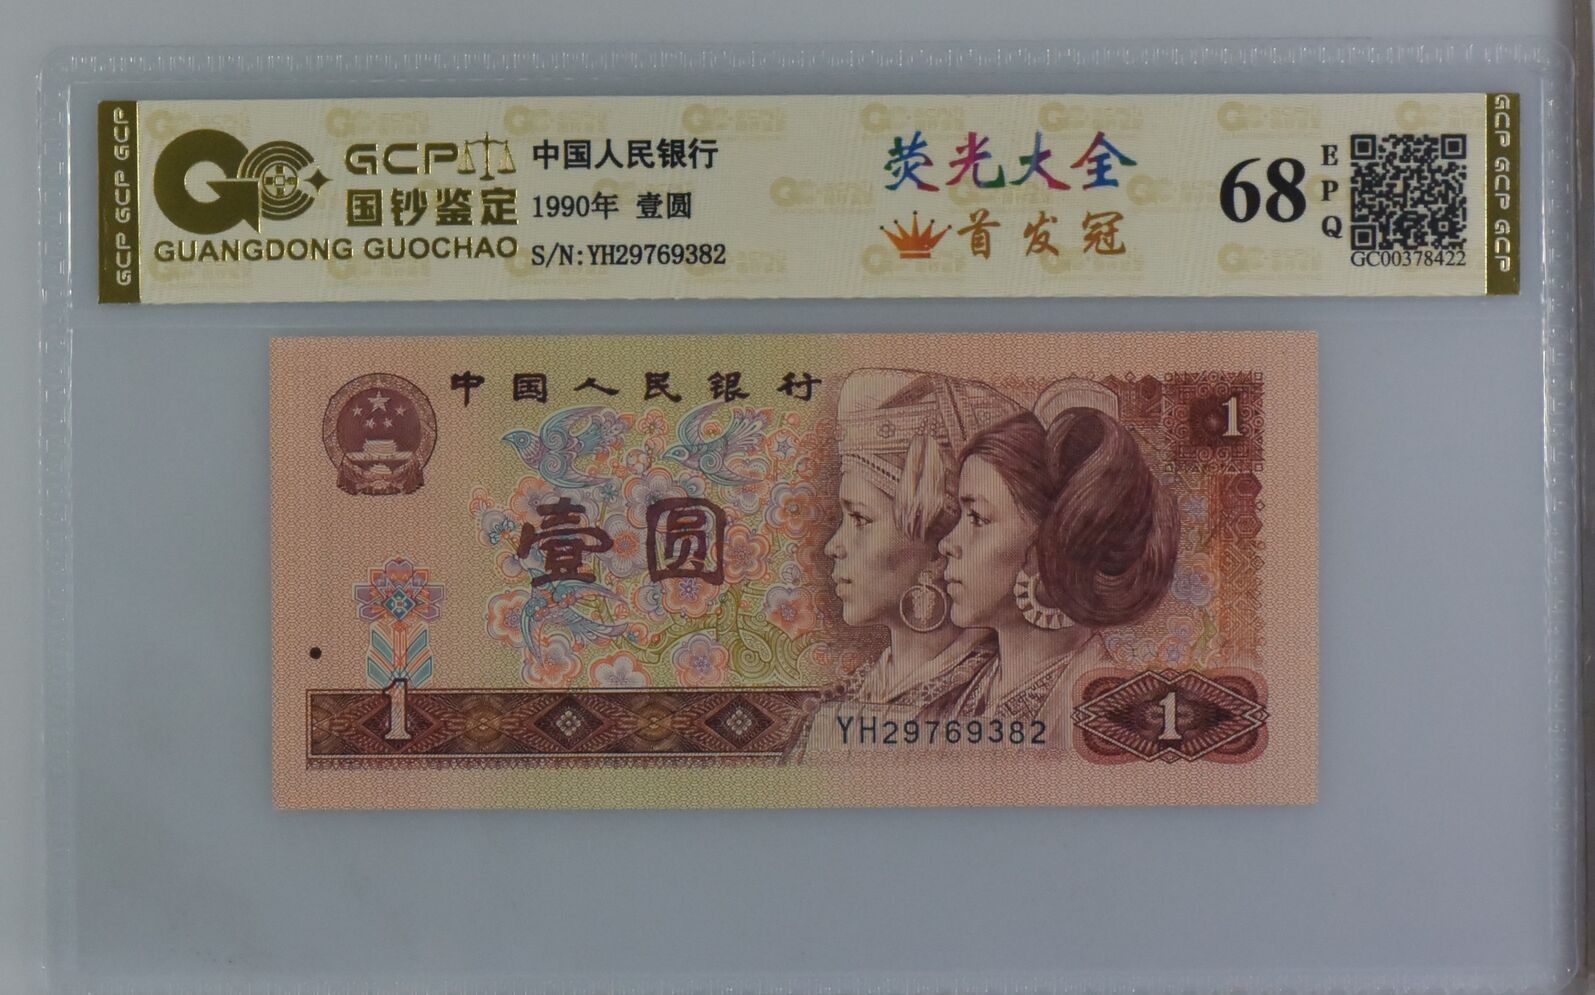 GCP GCP GCP
GCP
国钞鉴定
GUANGDONG GUOCHAO
中国人民银行
1990年 壹圆
S/N:YH29769382
荧光大全
首发冠
68
E
P
Q
GC00378422
GCP GCP GCP
中国人民银行
1
壹圆
1
YH29769382
1